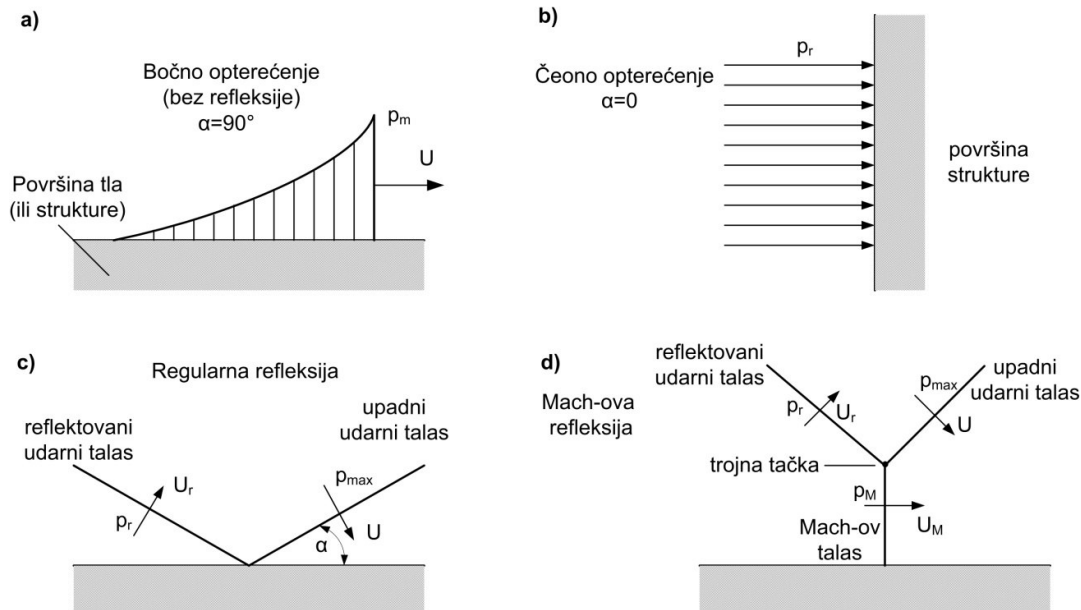 a)
Bočno opterećenje
(bez refleksije)
α=90°
pm
U
Površina tla
(ili strukture)
b)
pr
Čeono opterećenje
α=0
površina
strukture
c)
Regularna refleksija
reflektovani
udarni talas
upadni
udarni talas
Ur
pr
pmax
U
α
d)
reflektovani
udarni talas
upadni
udarni talas
Mach-ova
refleksija
pr
Ur
pmax
U
trojna tačka
pM
UM
Mach-ov
talas